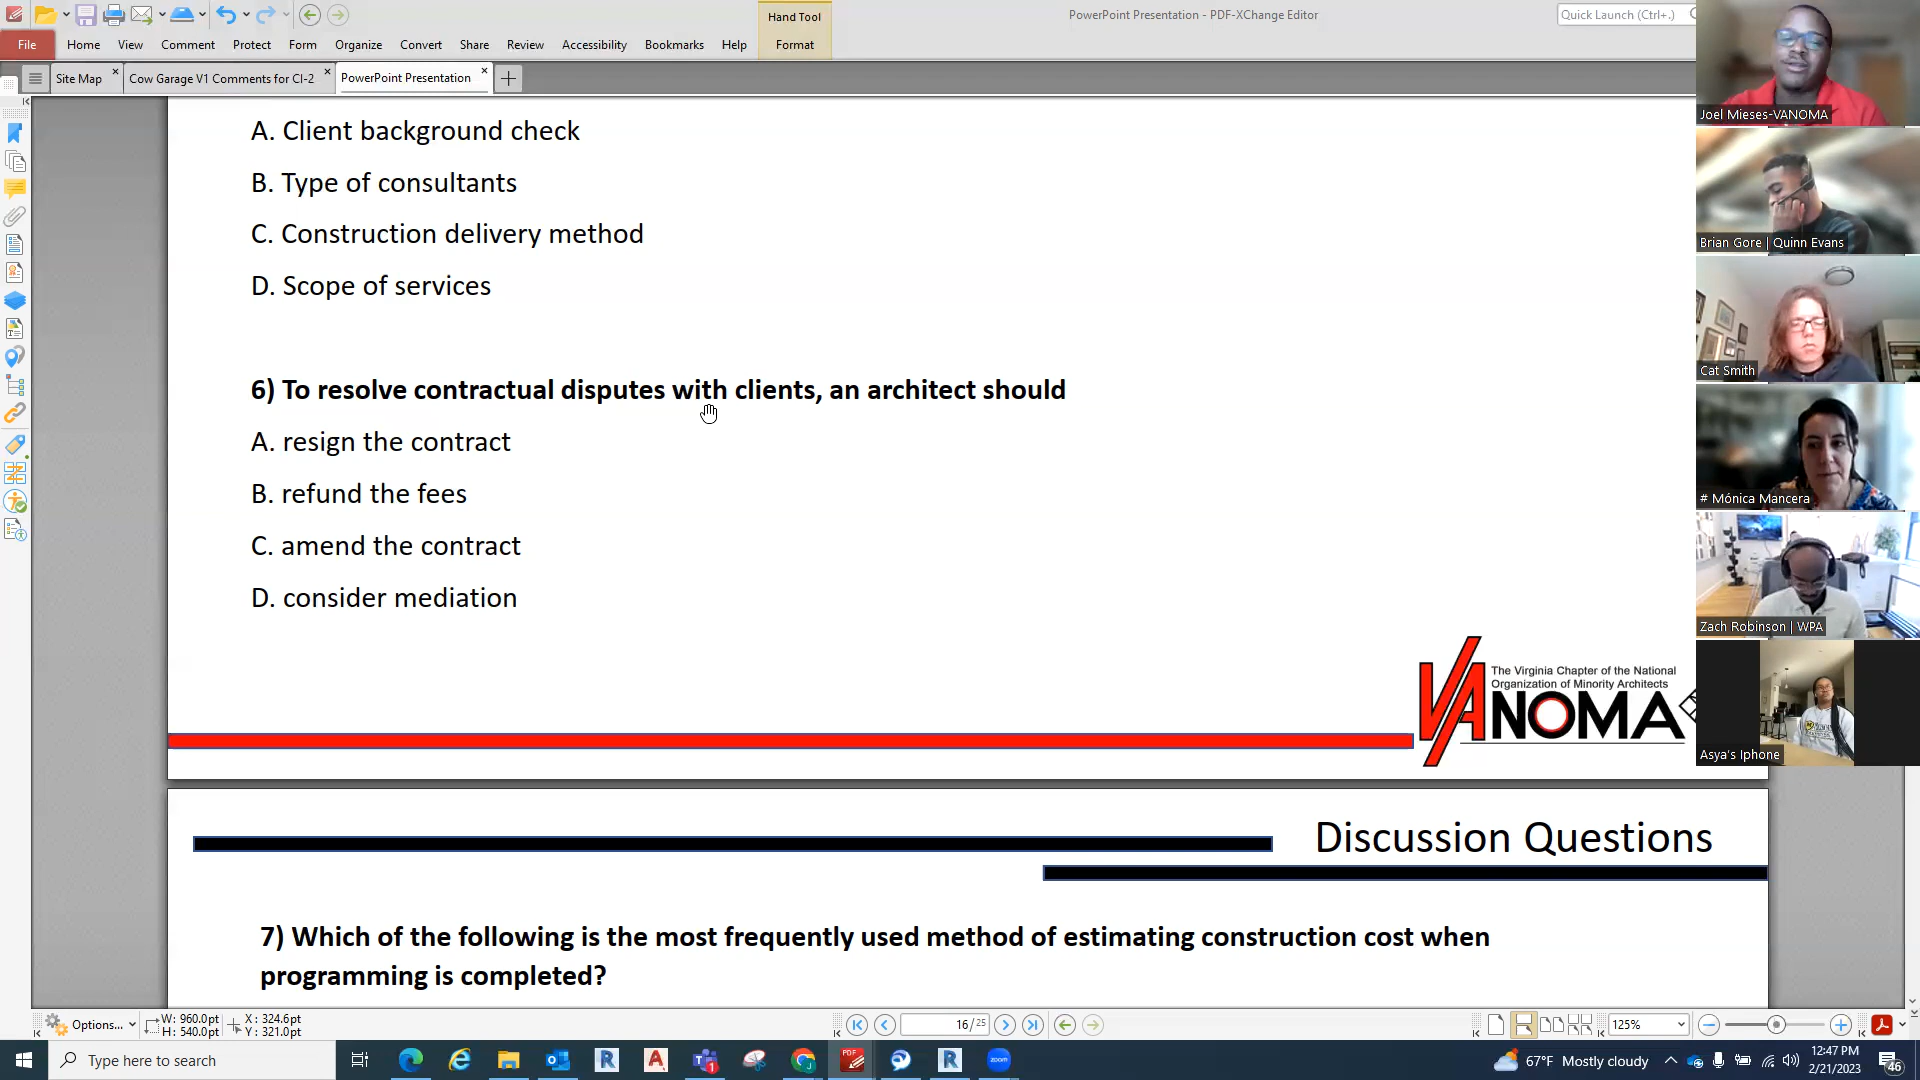 PowerPoint Presentation - PDF-XChange Editor
Hand Tool
Quick Launch (Ctrl+.)
File
Home
View
Comment
Protect
Form
Organize
Convert
Share
Review
Accessibility
Bookmarks
Help
Format
Site Map
Cow Garage V1 Comments for CI-2
PowerPoint Presentation
A. Client background check
B. Type of consultants
C. Construction delivery method
D. Scope of services
6) To resolve contractual disputes with clients, an architect should
A. resign the contract
B. refund the fees
C. amend the contract
D. consider mediation
The Virginia Chapter of the National
Organization of Minority Architects
VANOMA
Discussion Questions
7) Which of the following is the most frequently used method of estimating construction cost when
programming is completed?
Joel Mieses-VANOMA
Brian Gore | Quinn Evans
Cat Smith
# Mónica Mancera
Zach Robinson | WPA
Asya's Iphone
Options...
W: 960.0pt
H: 540.0pt
X: 324.6pt
Y: 321.0pt
16/25
125%
Type here to search
PDF
zoom
67°F Mostly cloudy
12:47 PM
2/21/2023
46